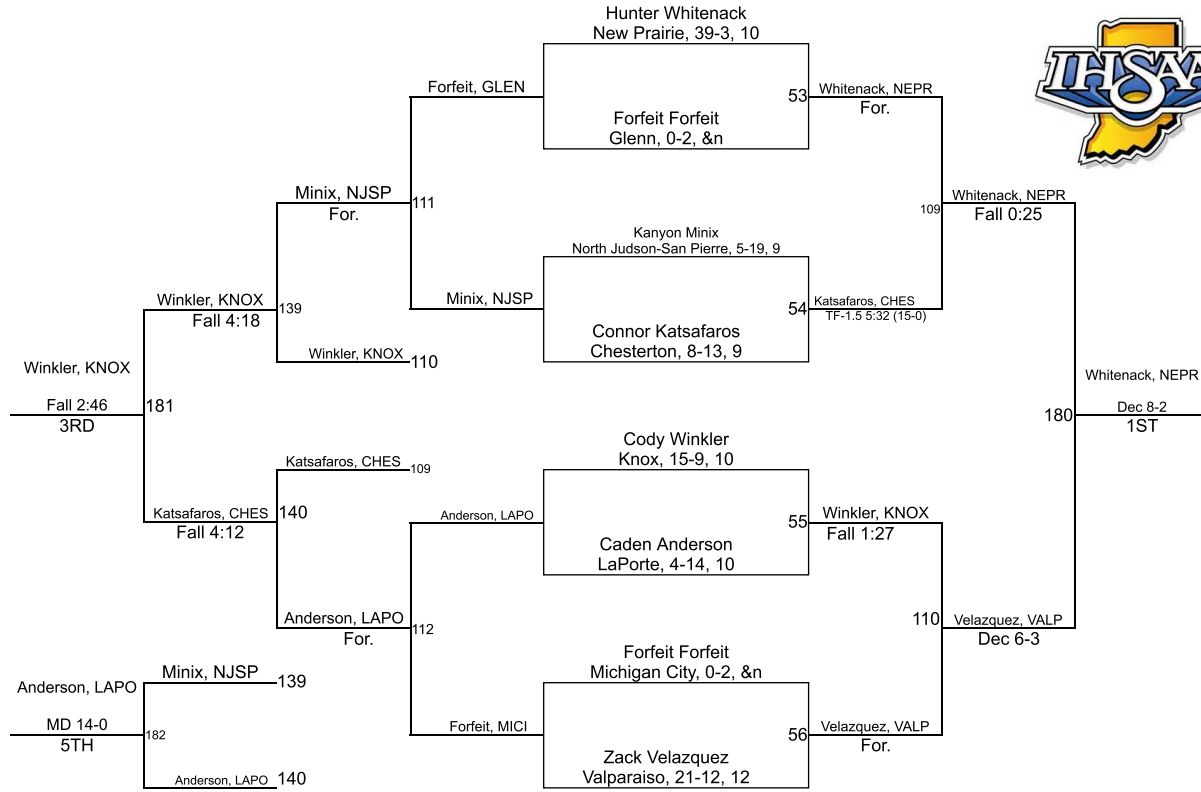 Hunter Whitenack
New Prairie, 39-3, 10
IHSAA
Forfeit, GLEN
53
Whitenack, NEPR
For.
Forfeit Forfeit
Glenn, 0-2, &n
Minix, NJSP
For.
111
109
Whitenack, NEPR
Fall 0:25
Kanyon Minix
North Judson-San Pierre, 5-19, 9
Winkler, KNOX
Fall 4:18
139
Minix, NJSP
54
Katsafaros, CHES
TF-1.5 5:32 (15-0)
Connor Katsafaros
Chesterton, 8-13, 9
Winkler, KNOX
110
Winkler, KNOX
Fall 2:46
3RD
181
Whitenack, NEPR
180
Dec 8-2
1ST
Cody Winkler
Knox, 15-9, 10
Katsafaros, CHES
109
Katsafaros, CHES
Fall 4:12
140
Anderson, LAPO
55
Winkler, KNOX
Fall 1:27
Caden Anderson
LaPorte, 4-14, 10
Anderson, LAPO
For.
112
110
Velazquez, VALP
Dec 6-3
Forfeit Forfeit
Michigan City, 0-2, &n
Minix, NJSP
139
Anderson, LAPO
MD 14-0
5TH
182
Forfeit, MICI
56
Velazquez, VALP
For.
Zack Velazquez
Valparaiso, 21-12, 12
Anderson, LAPO
140